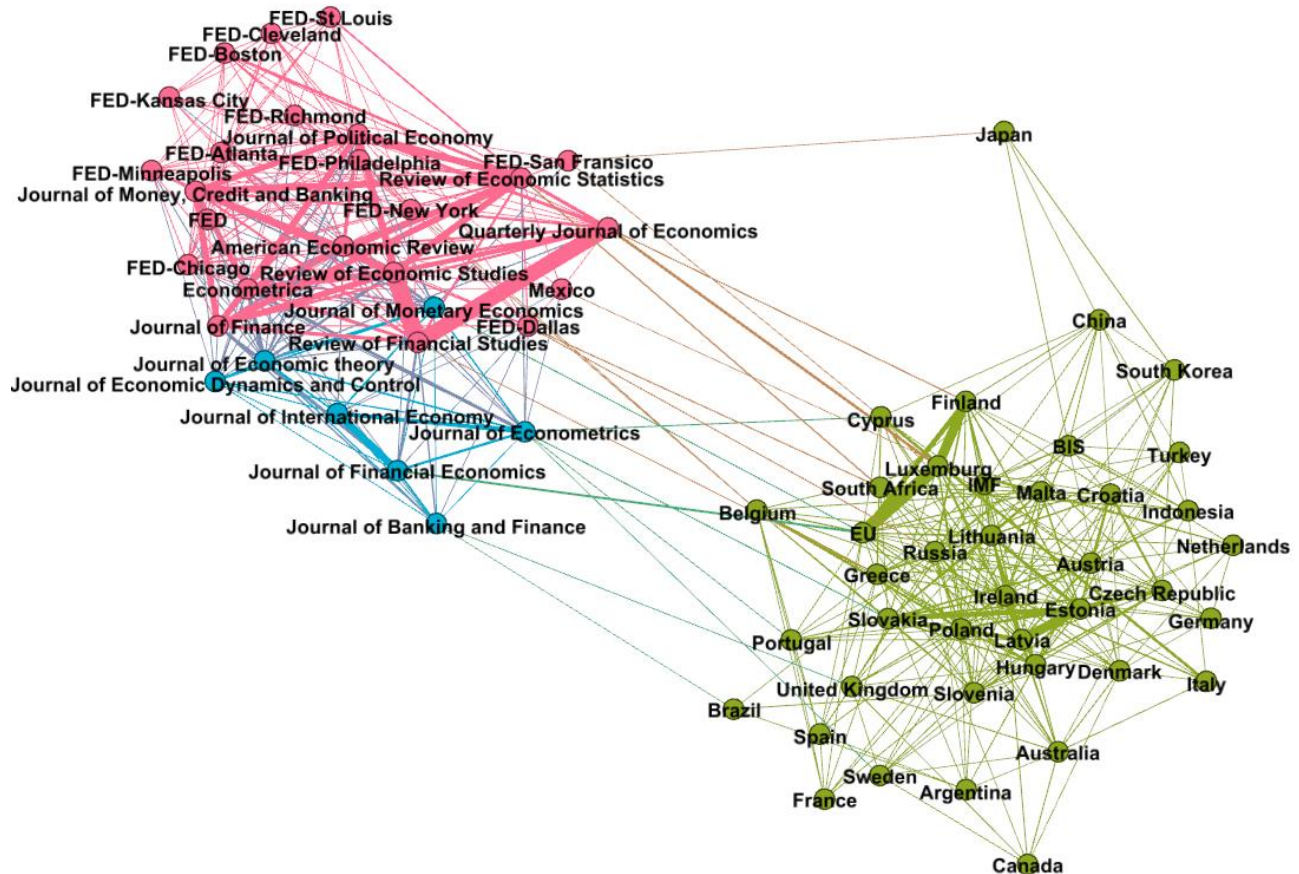 FED-St.Louis
FED-Cleveland
FED-Boston
FED-Kansas City
FED-Richmond
Journal of Political Economy
FED-Atlanta
FED-Philadelphia
FED-San Fransico
FED-Minneapolis
Review of Economic Statistics
Journal of Money, Credit and Banking
FED-New York
FED
Quarterly Journal of Economics
American Economic Review
FED-Chicago
Review of Economic Studies
Econometrica
Mexico
Journal of Monetary Economics
Journal of Finance
FED-Dallas
Review of Financial Studies
Journal of Economic theory
Journal of Economic Dynamics and Control
Journal of International Economy
Journal of Econometrics
Journal of Financial Economics
Journal of Banking and Finance
Japan
China
South Korea
Finland
Cyprus
BIS
Turkey
Luxemburg
IMF
South Africa
Malta
Croatia
Indonesia
Belgium
EU
Lithuania
Netherlands
Russia
Austria
Greece
Ireland
Czech Republic
Estonia
Slovakia
Germany
Poland
Latvia
Portugal
Hungary
Denmark
Italy
United Kingdom
Slovenia
Brazil
Spain
Australia
Sweden
Argentina
France
Canada